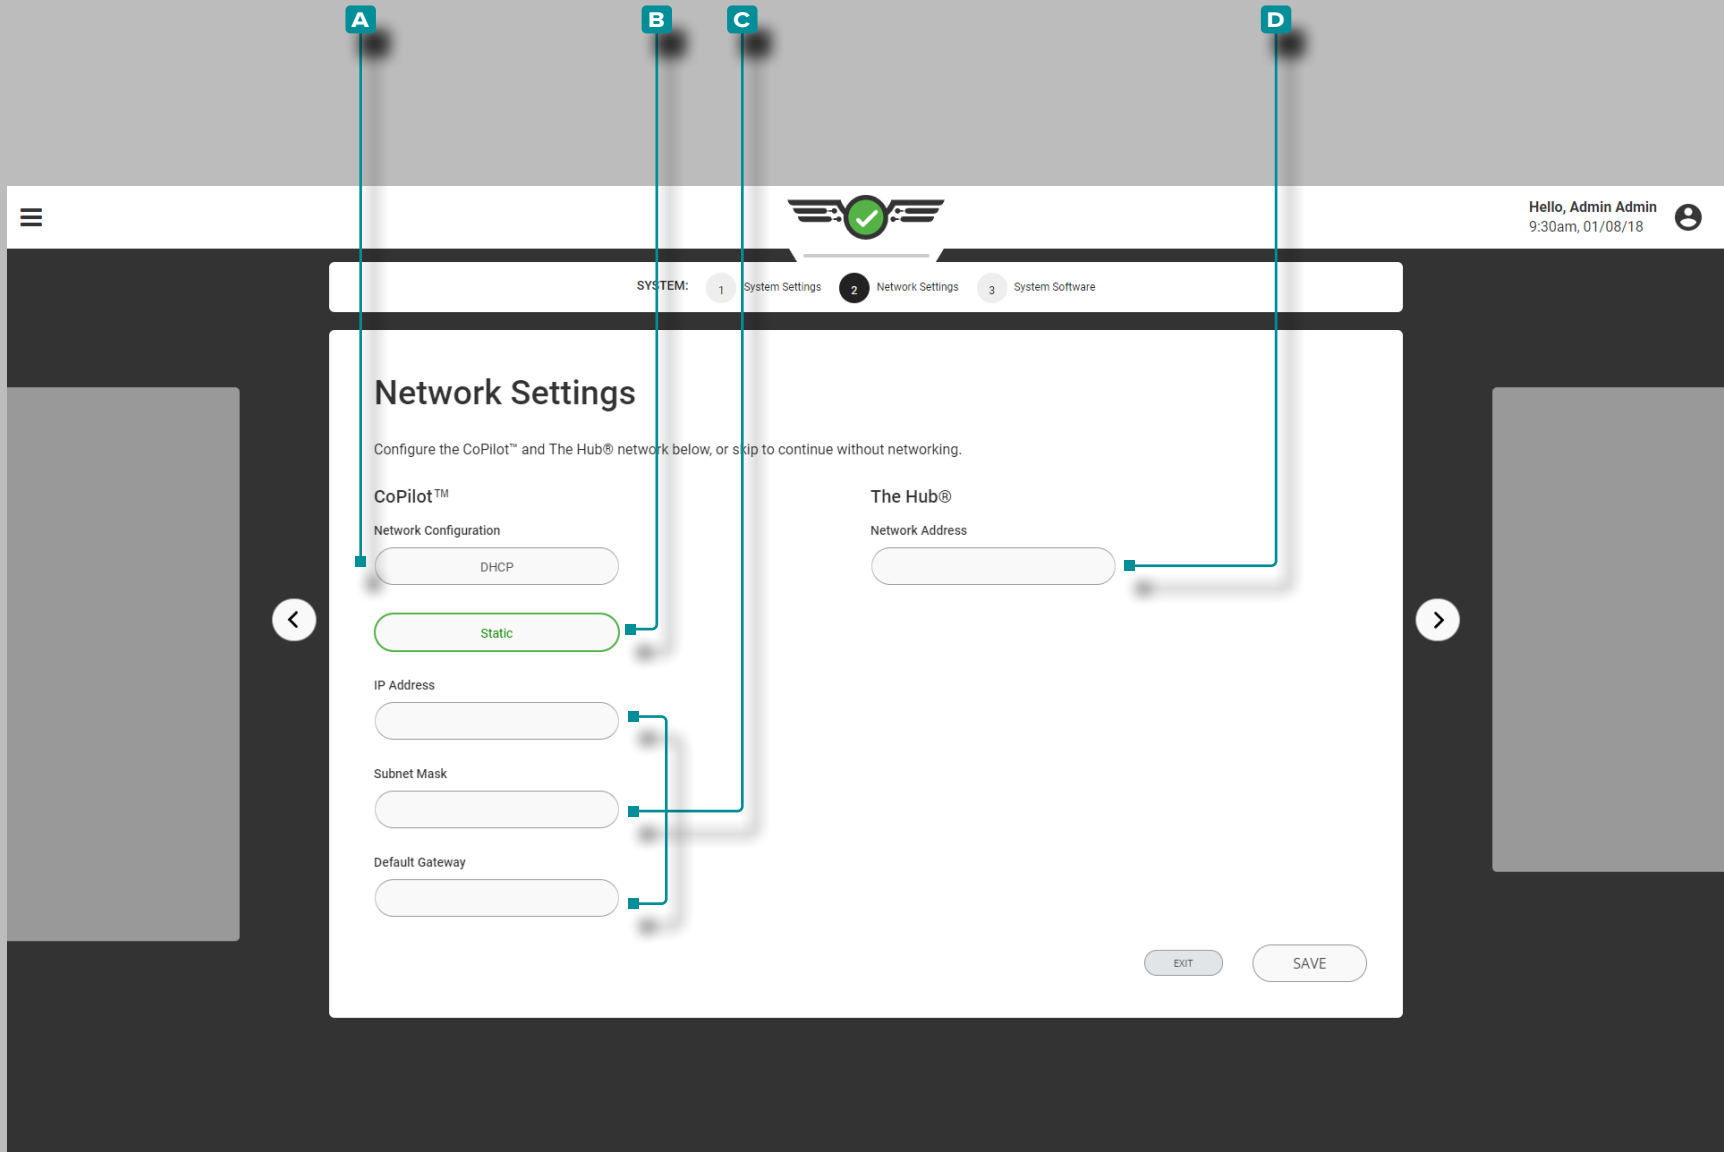 A B C D
Hello, Admin Admin
9:30am, 01/08/18
SYSTEM: 1 System Settings 2 Network Settings 3 System Software
Network Settings
Configure the CoPilot™ and The Hub® network below, or skip to continue without networking.
CoPilot™
Network Configuration
DHCP
Static
IP Address
Subnet Mask
Default Gateway
The Hub®
Network Address
EXIT SAVE